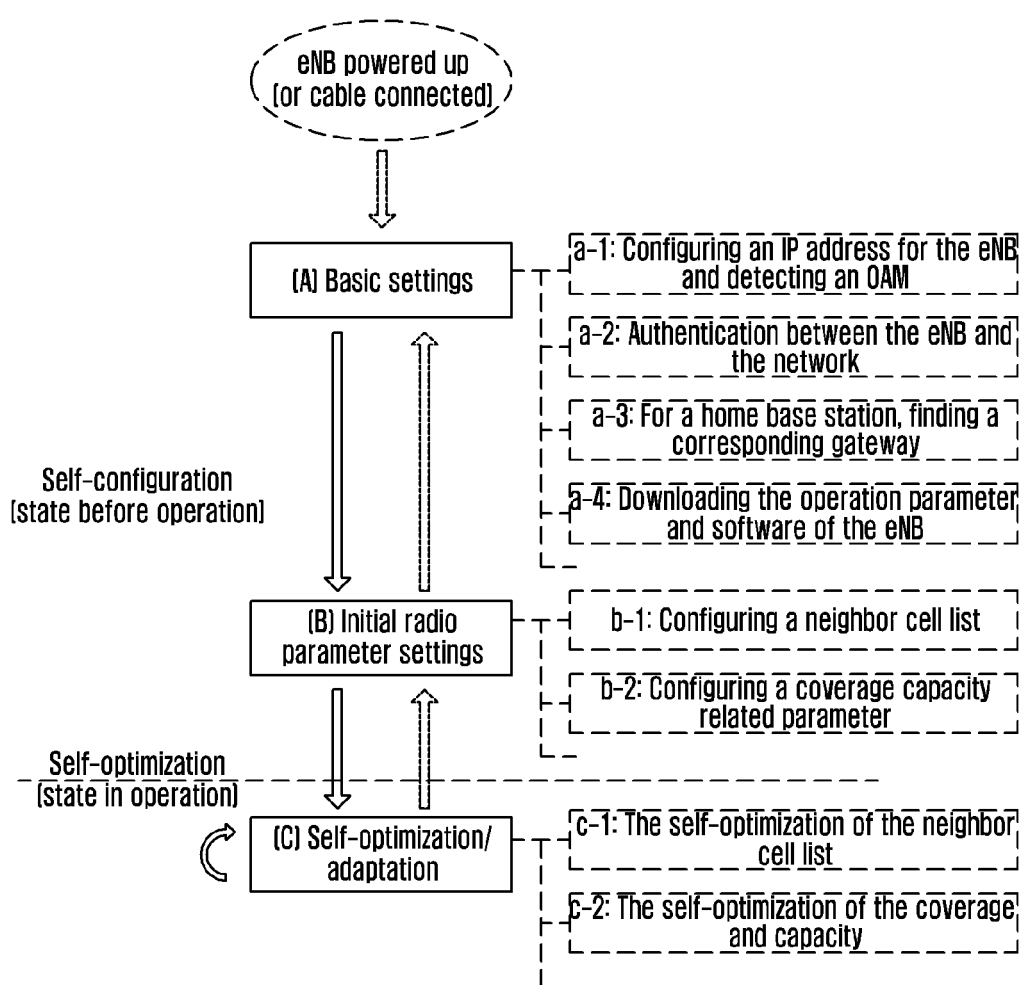 eNB powered up
(or cable connected)
(A) Basic settings
a-1: Configuring an IP address for the eNB
and detecting an OAM
a-2: Authentication between the eNB and
the network
a-3: For a home base station, finding a
corresponding gateway
a-4: Downloading the operation parameter
and software of the eNB
Self-configuration
(state before operation)
(B) Initial radio
parameter settings
b-1: Configuring a neighbor cell list
b-2: Configuring a coverage capacity
related parameter
Self-optimization
(state in operation)
(C) Self-optimization/
adaptation
c-1: The self-optimization of the neighbor
cell list
c-2: The self-optimization of the coverage
and capacity